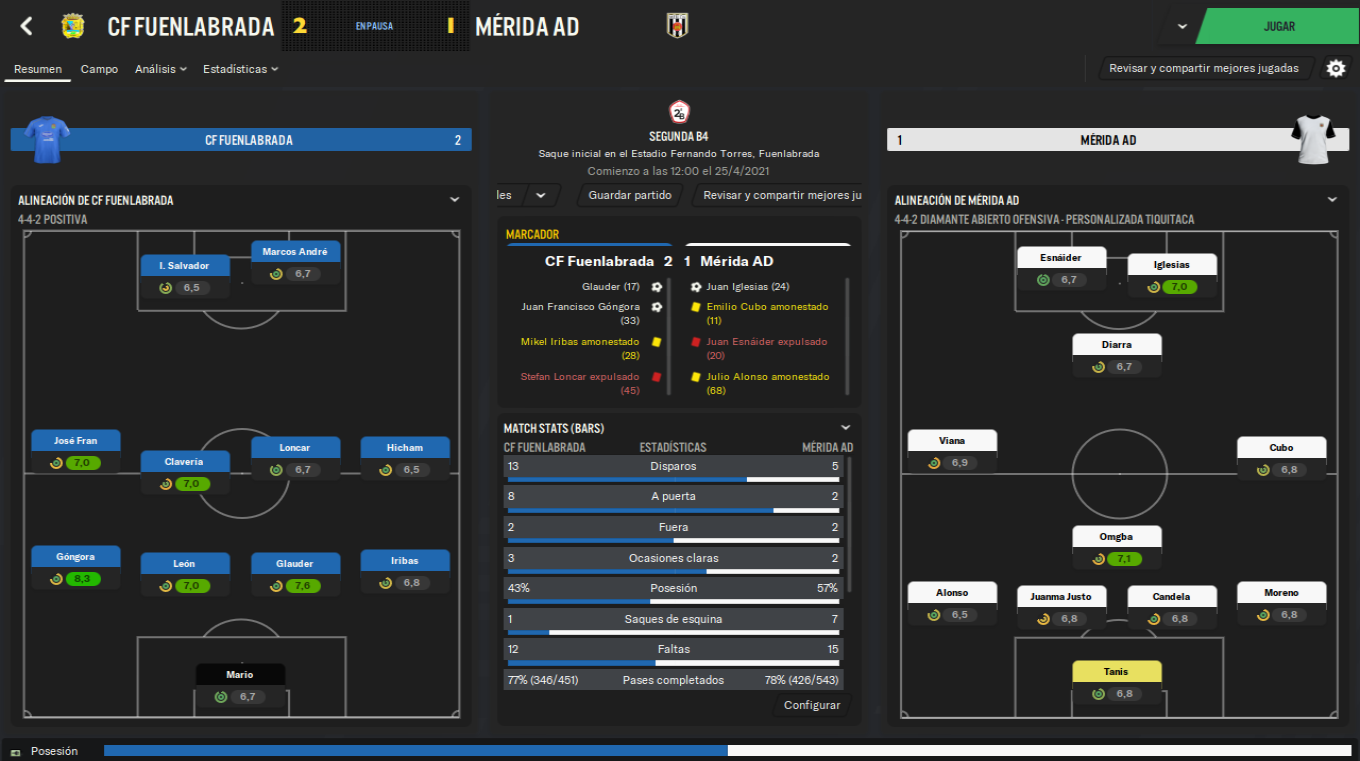 CF FUENLABRADA 2 EN PAUSA 1 MÉRIDA AD
JUGAR
Resumen Campo Análisis Estadísticas
Revisar y compartir mejores jugadas
CF FUENLABRADA 2
2B
SEGUNDA B4
Saque inicial en el Estadio Fernando Torres, Fuenlabrada
Comienzo a las 12:00 el 25/4/2021
1 MÉRIDA AD
les Guardar partido Revisar y compartir mejores ju
ALINEACIÓN DE CF FUENLABRADA
4-4-2 POSITIVA
I. Salvador
6,5
Marcos André
6,7
José Fran
7,0
Clavería
7,0
Loncar
6,7
Hicham
6,5
Góngora
8,3
León
7,0
Glauder
7,6
Iribas
6,8
Mario
6,7
MARCADOR
CF Fuenlabrada 2 1 Mérida AD
Glauder (17)
Juan Francisco Góngora
(33)
Mikel Iribas amonestado
(28)
Stefan Loncar expulsado
(45)
Juan Iglesias (24)
Emilio Cubo amonestado
(11)
Juan Esnáider expulsado
(20)
Julio Alonso amonestado
(68)
MATCH STATS (BARS)
CF FUENLABRADA ESTADÍSTICAS MÉRIDA AD
13 Disparos 5
8 A puerta 2
2 Fuera 2
3 Ocasiones claras 2
43% Posesión 57%
1 Saques de esquina 7
12 Faltas 15
77% (346/451) Pases completados 78% (426/543)
Configurar
ALINEACIÓN DE MÉRIDA AD
4-4-2 DIAMANTE ABIERTO OFENSIVA - PERSONALIZADA TIQUITACA
Esnáider
6,7
Iglesias
7,0
Diarra
6,7
Viana
6,9
Cubo
6,8
Omgba
7,1
Alonso
6,5
Juanma Justo
6,8
Candela
6,8
Moreno
6,8
Tanis
6,8
Posesión